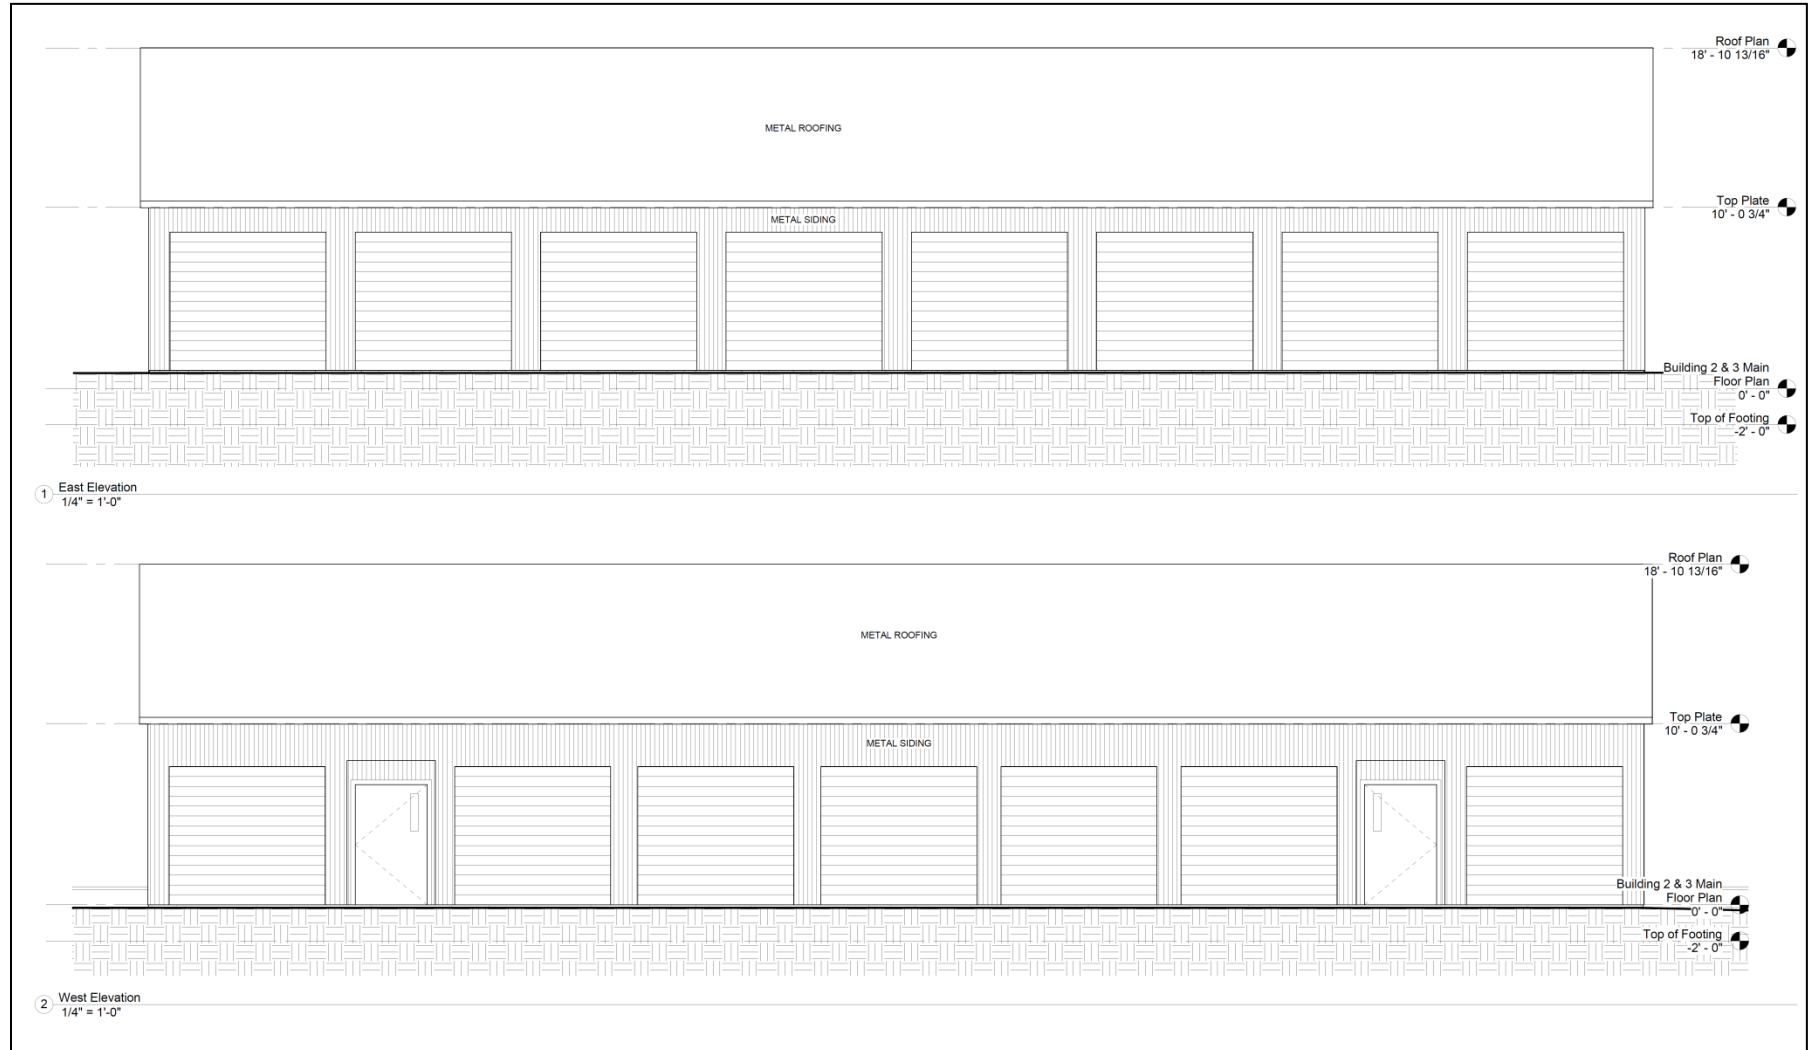 Roof Plan
18' - 10 13/16"
METAL ROOFING
Top Plate
10' - 0 3/4"
METAL SIDING
Building 2 & 3 Main
Floor Plan
0' - 0"
Top of Footing
-2' - 0"
1 East Elevation
1/4" = 1'-0"
Roof Plan
18' - 10 13/16"
METAL ROOFING
Top Plate
10' - 0 3/4"
METAL SIDING
Building 2 & 3 Main
Floor Plan
0' - 0"
Top of Footing
-2' - 0"
2 West Elevation
1/4" = 1'-0"